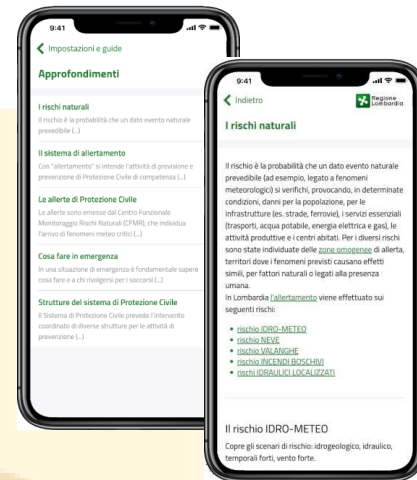 9:41
Impostazioni e guide
Approfondimenti
I rischi naturali
Il rischio è la probabilità che un dato evento naturale
prevedibile (...)
Il sistema di allertamento
Con "allertamento" si intende l'attività di previsione e
prevenzione di Protezione Civile di competenza (...)
Le allerte di Protezione Civile
Le allerte sono emesse dal Centro Funzionale
Monitoraggio Rischi Naturali (CFMR), che individua
l'arrivo di fenomeni meteo critici (...)
Cosa fare in emergenza
In una situazione di emergenza è fondamentale sapere
cosa fare e a chi rivolgersi per i soccorsi (...)
Strutture del sistema di Protezione Civile
Il Sistema di Protezione Civile prevede l'intervento
coordinato di diverse strutture per le attività di
prevenzione (...)
9:41
Indietro
Regione
Lombardia
I rischi naturali
Il rischio è la probabilità che un dato evento naturale
prevedibile (ad esempio, legato a fenomeni
meteorologici) si verifichi, provocando, in determinate
condizioni, danni per la popolazione, per le
infrastrutture (es. strade, ferrovie), i servizi essenziali
(trasporti, acqua potabile, energia elettrica e gas), le
attività produttive e i centri abitati. Per i diversi rischi
sono state individuate delle zone omogenee di allerta,
territori dove i fenomeni previsti causano effetti
simili, per fattori naturali o legati alla presenza
umana.
In Lombardia l'allertamento viene effettuato sui
seguenti rischi:
• rischio IDRO-METEO
• rischio NEVE
• rischio VALANGHE
• rischio INCENDI BOSCHIVI
• rischi IDRAULICI LOCALIZZATI
Il rischio IDRO-METEO
Copre gli scenari di rischio: idrogeologico, idraulico,
temporali forti, vento forte.